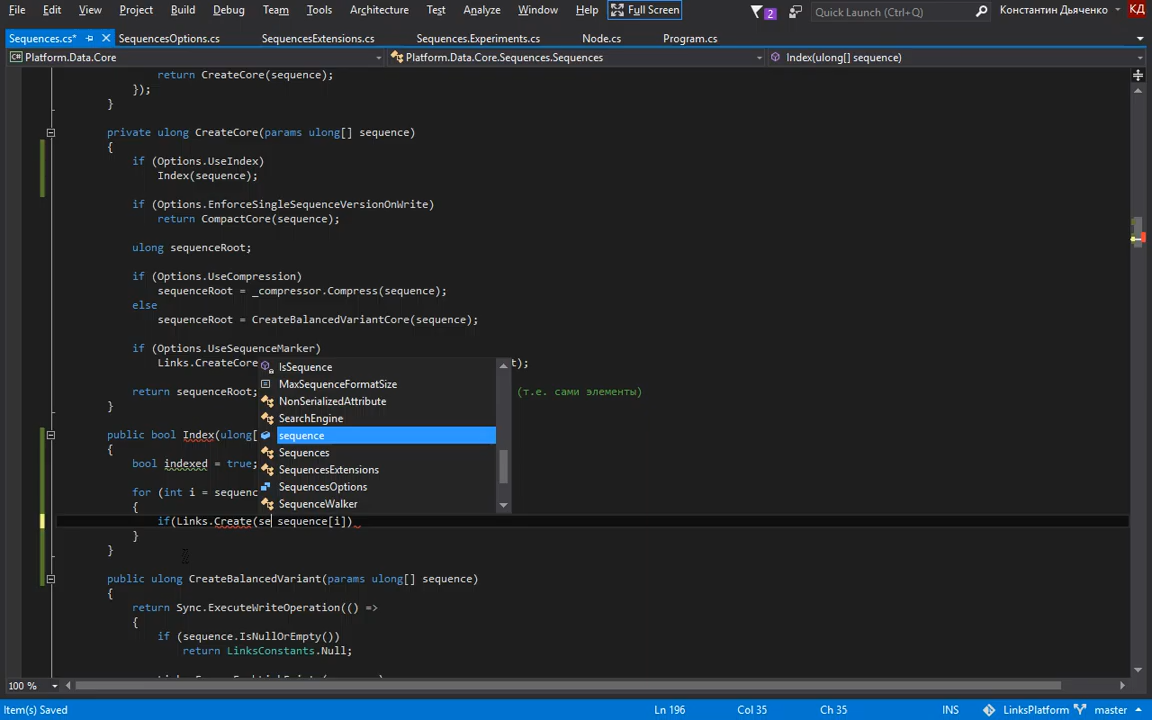 File Edit View Project Build Debug Team Tools Architecture Test Analyze Window Help Full Screen 2 Quick Launch (Ctrl+Q) Константин Дьяченко КД
Sequences.cs* SequencesOptions.cs SequencesExtensions.cs Sequences.Experiments.cs Node.cs Program.cs
Platform.Data.Core Platform.Data.Core.Sequences.Sequences Index(ulong[] sequence)
return CreateCore(sequence);
});
}
private ulong CreateCore(params ulong[] sequence)
{
if (Options.UseIndex)
Index(sequence);
if (Options.EnforceSingleSequenceVersionOnWrite)
return CompactCore(sequence);
ulong sequenceRoot;
if (Options.UseCompression)
sequenceRoot = _compressor.Compress(sequence);
else
sequenceRoot = CreateBalancedVariantCore(sequence);
if (Options.UseSequenceMarker)
Links.CreateCore t);
return sequenceRoot; (т.е. сами элементы)
}
public bool Index(ulong[
{
bool indexed = true;
for (int i = sequenc
{
if(Links.Create(se sequence[i])
}
}
IsSequence
MaxSequenceFormatSize
NonSerializedAttribute
SearchEngine
sequence
Sequences
SequencesExtensions
SequencesOptions
SequenceWalker
public ulong CreateBalancedVariant(params ulong[] sequence)
{
return Sync.ExecuteWriteOperation(() =>
{
if (sequence.IsNullOrEmpty())
return LinksConstants.Null;
100 %
Item(s) Saved Ln 196 Col 35 Ch 35 INS LinksPlatform master